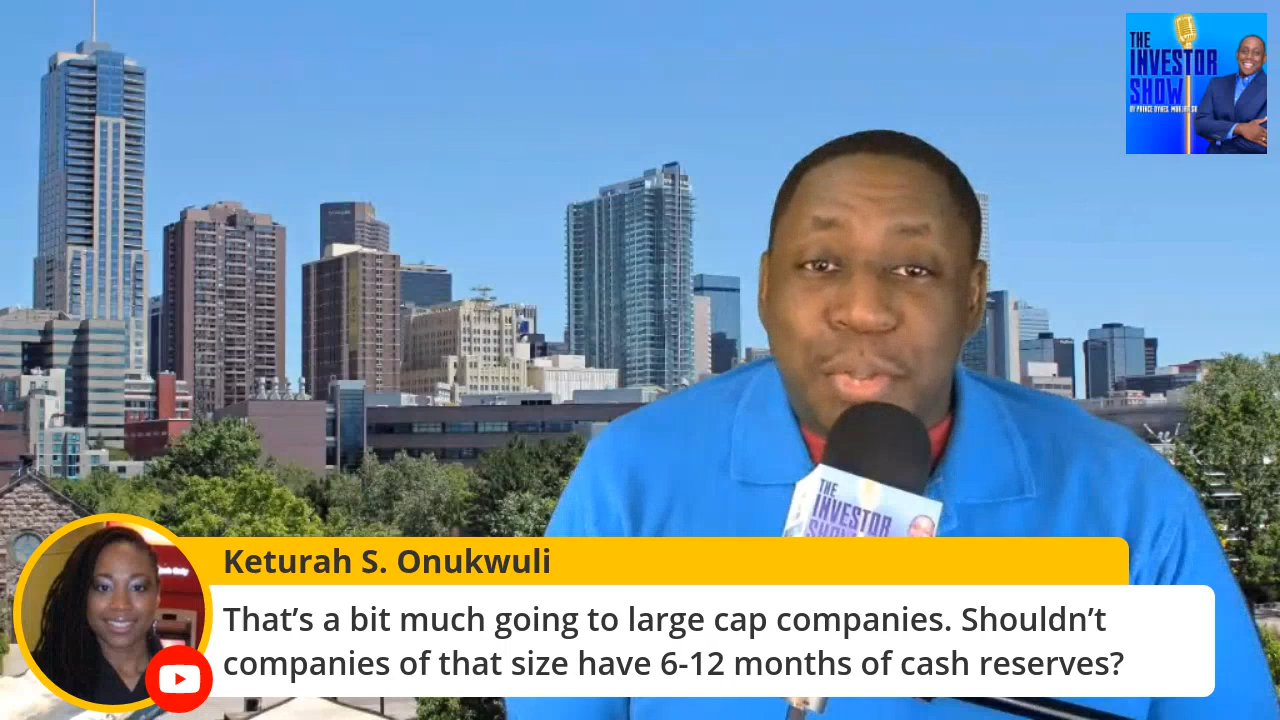 THE
INVESTOR
SHOW
THE
INVESTOR
SHOW
Keturah S. Onukwuli
That’s a bit much going to large cap companies. Shouldn’t
companies of that size have 6-12 months of cash reserves?